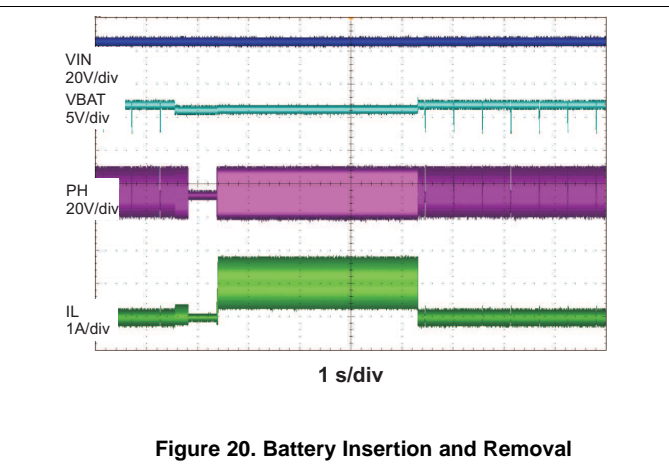 VIN
20V/div
VBAT
5V/div
PH
20V/div
IL
1A/div
1 s/div
Figure 20. Battery Insertion and Removal